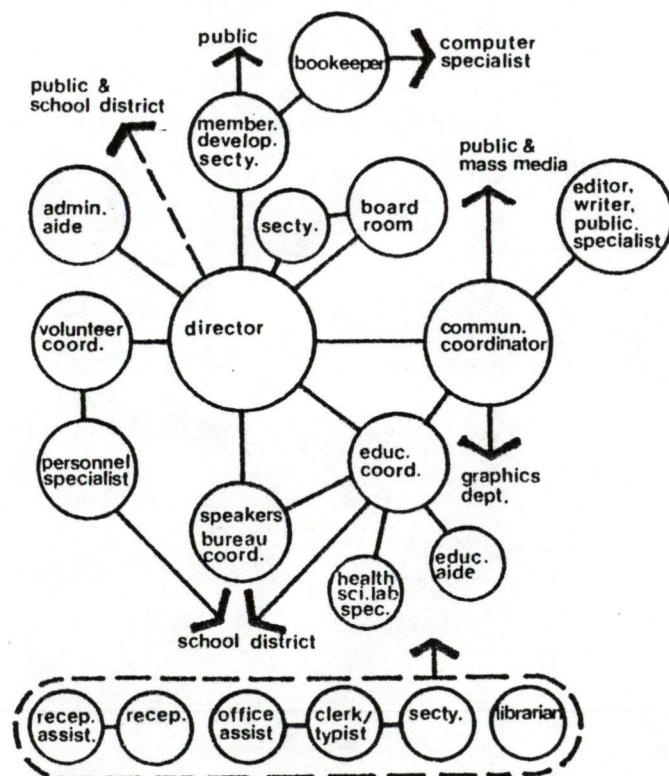 public
bookeeper
computer
specialist
public &
school district
member.
develop.
secty.
public &
mass media
admin.
aide
secty.
board
room
editor,
writer,
public.
specialist
volunteer
coord.
director
commun.
coordinator
personnel
specialist
educ.
coord.
graphics
dept.
speakers
bureau
coord.
health
sci.lab
spec.
educ.
aide
school district
recep.
assist.
recep.
office
assist
clerk/
typist
secty.
librarian